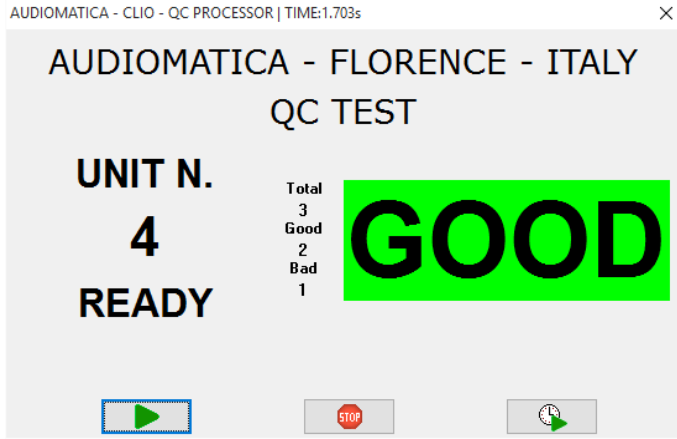 AUDIOMATICA - CLIO - QC PROCESSOR | TIME:1.703s
AUDIOMATICA - FLORENCE - ITALY
QC TEST
UNIT N.
4
READY
Total
3
Good
2
Bad
1
GOOD
STOP